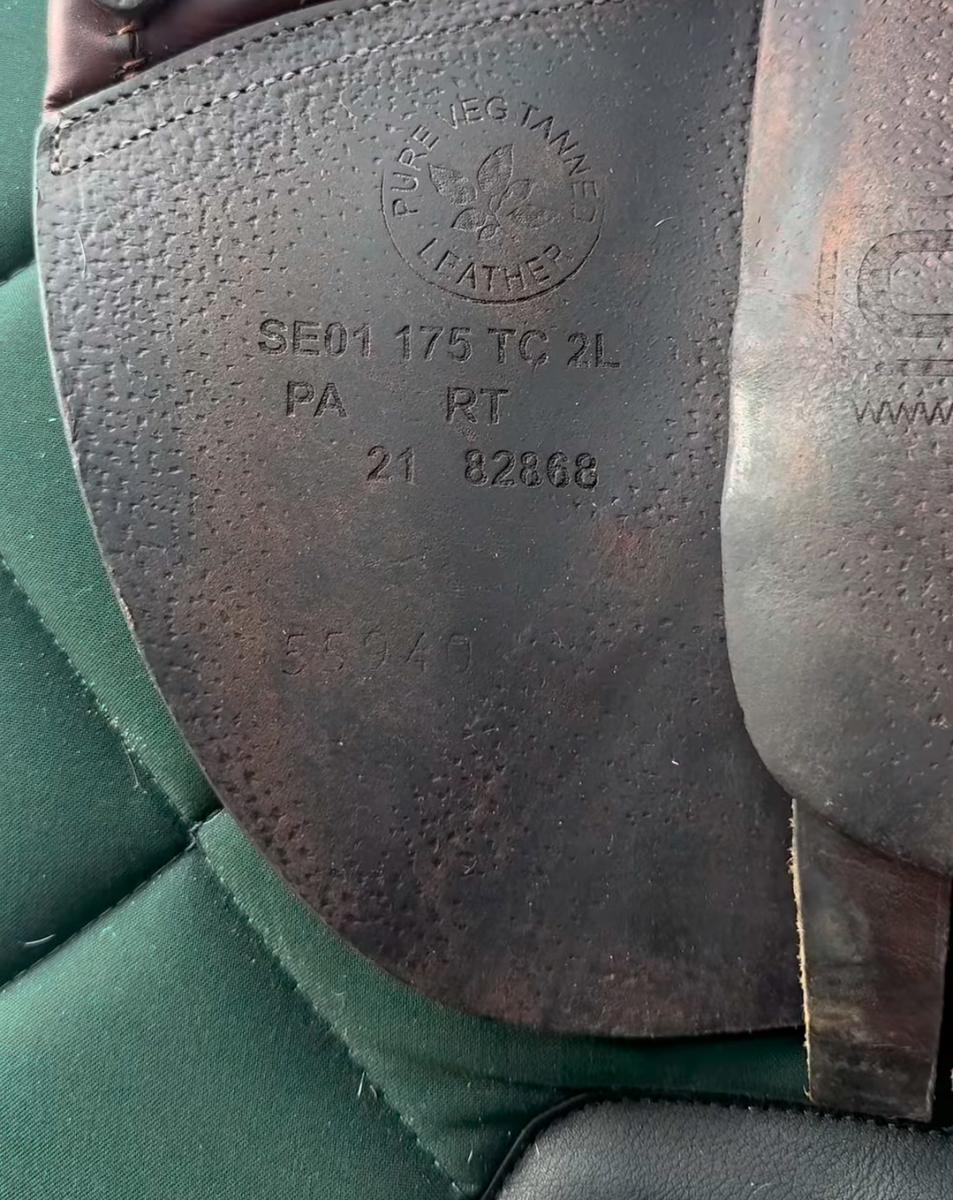 PURE VEG TANNED
LEATHER
SE01 175 TC 2L
PA RT
21 82868
55940